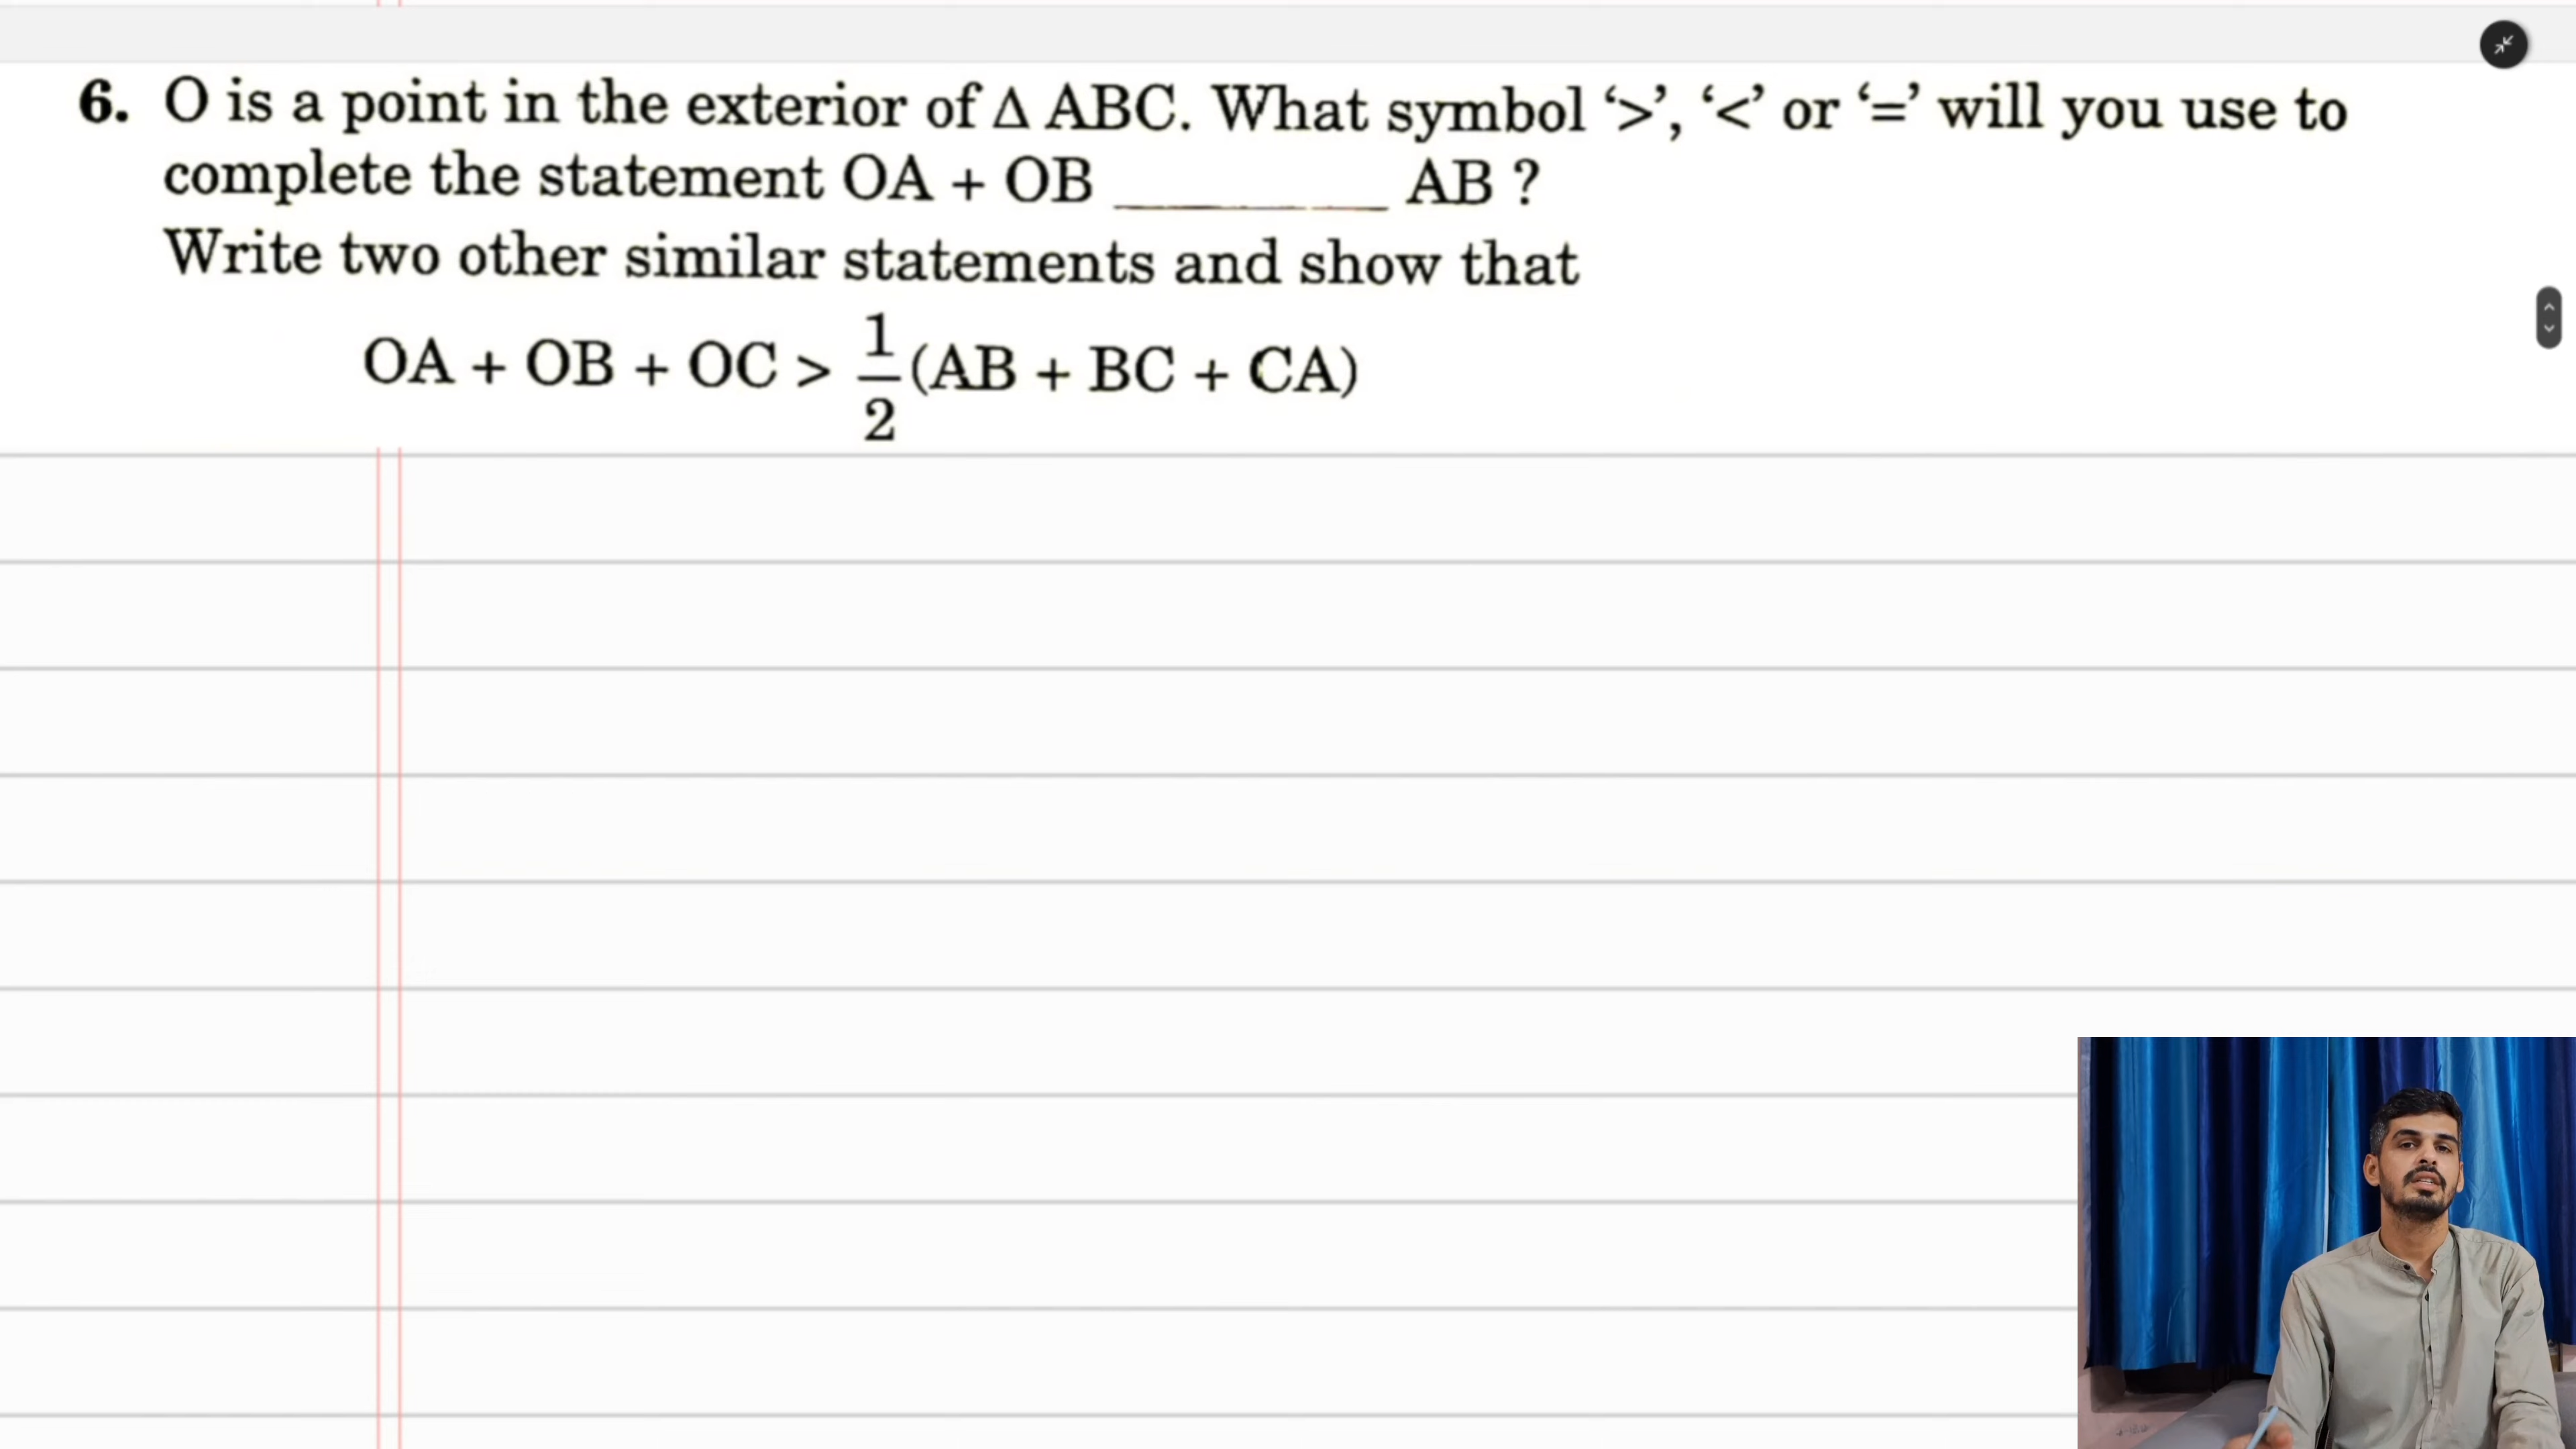 6. O is a point in the exterior of Δ ABC. What symbol ‘>’, ‘<’ or ‘=’ will you use to
complete the statement OA + OB ________ AB ?
Write two other similar statements and show that
OA + OB + OC > 1/2 (AB + BC + CA)